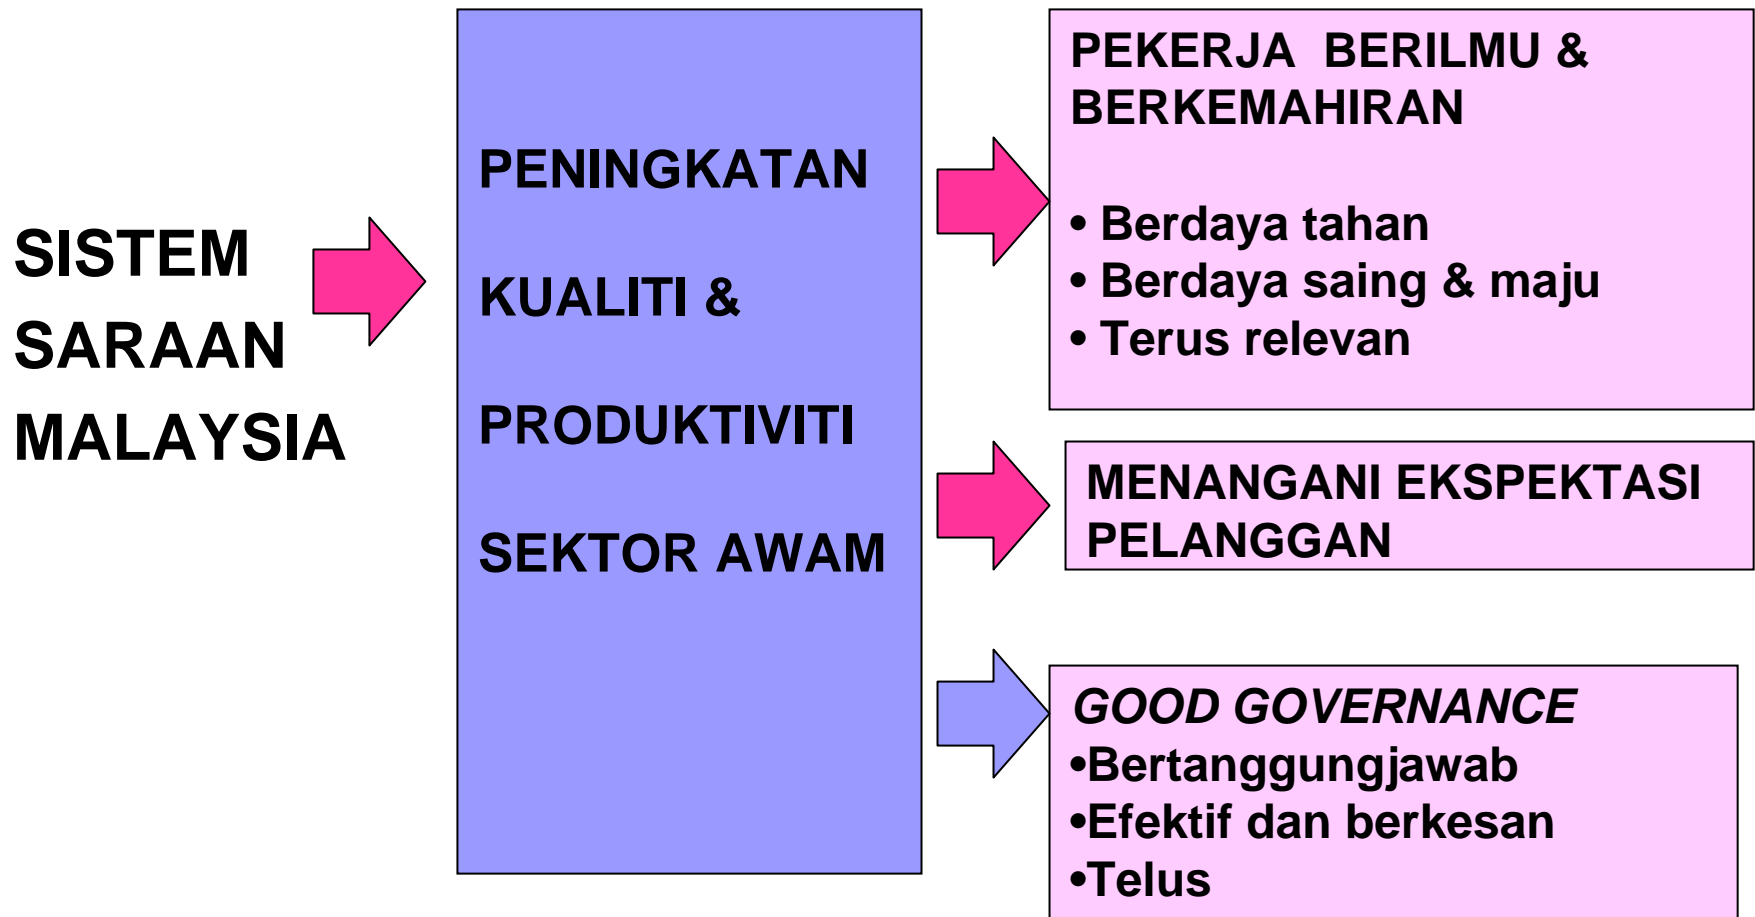 SISTEM
SARAAN
MALAYSIA
PENINGKATAN
KUALITI &
PRODUKTIVITI
SEKTOR AWAM
PEKERJA BERILMU &
BERKEMAHIRAN
• Berdaya tahan
• Berdaya saing & maju
• Terus relevan
MENANGANI EKSPEKTASI
PELANGGAN
GOOD GOVERNANCE
•Bertanggungjawab
•Efektif dan berkesan
•Telus